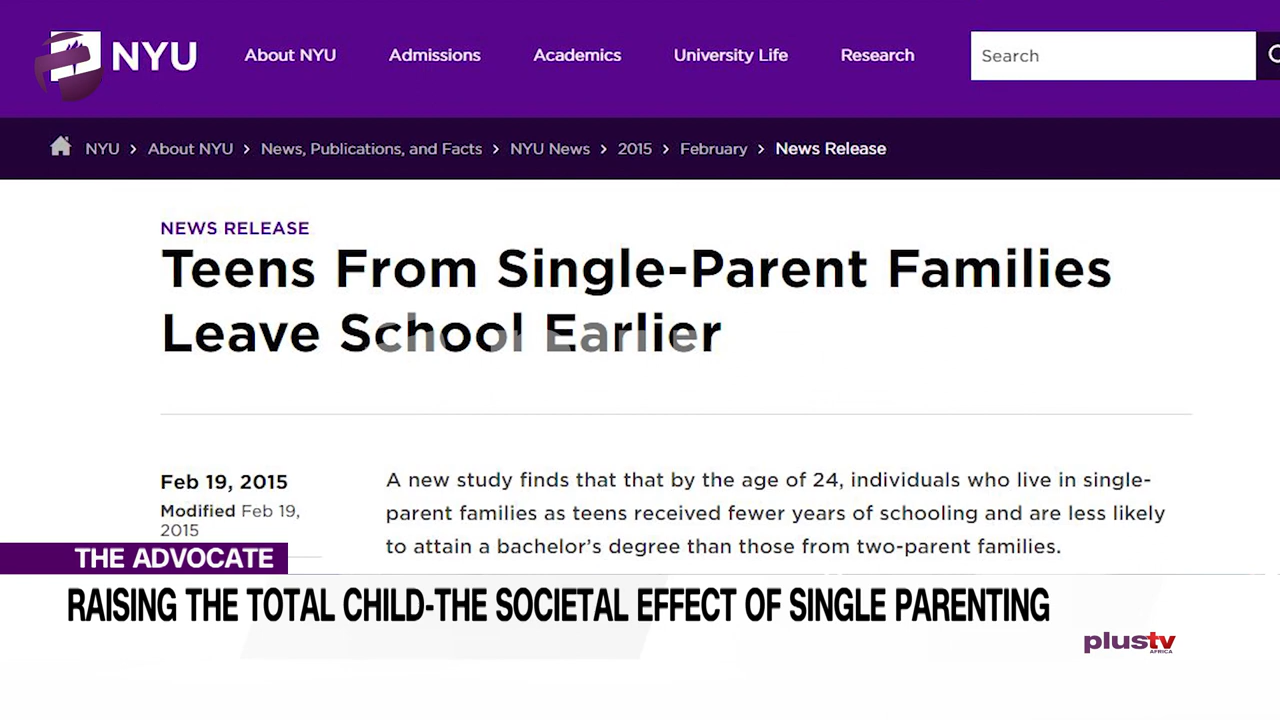 NYU
About NYU Admissions Academics University Life Research Search
NYU > About NYU > News, Publications, and Facts > NYU News > 2015 > February > News Release
NEWS RELEASE
Teens From Single-Parent Families
Leave School Earlier
Feb 19, 2015
Modified Feb 19,
2015
A new study finds that that by the age of 24, individuals who live in single-
parent families as teens received fewer years of schooling and are less likely
to attain a bachelor's degree than those from two-parent families.
THE ADVOCATE
RAISING THE TOTAL CHILD-THE SOCIETAL EFFECT OF SINGLE PARENTING
plustv
AFRICA